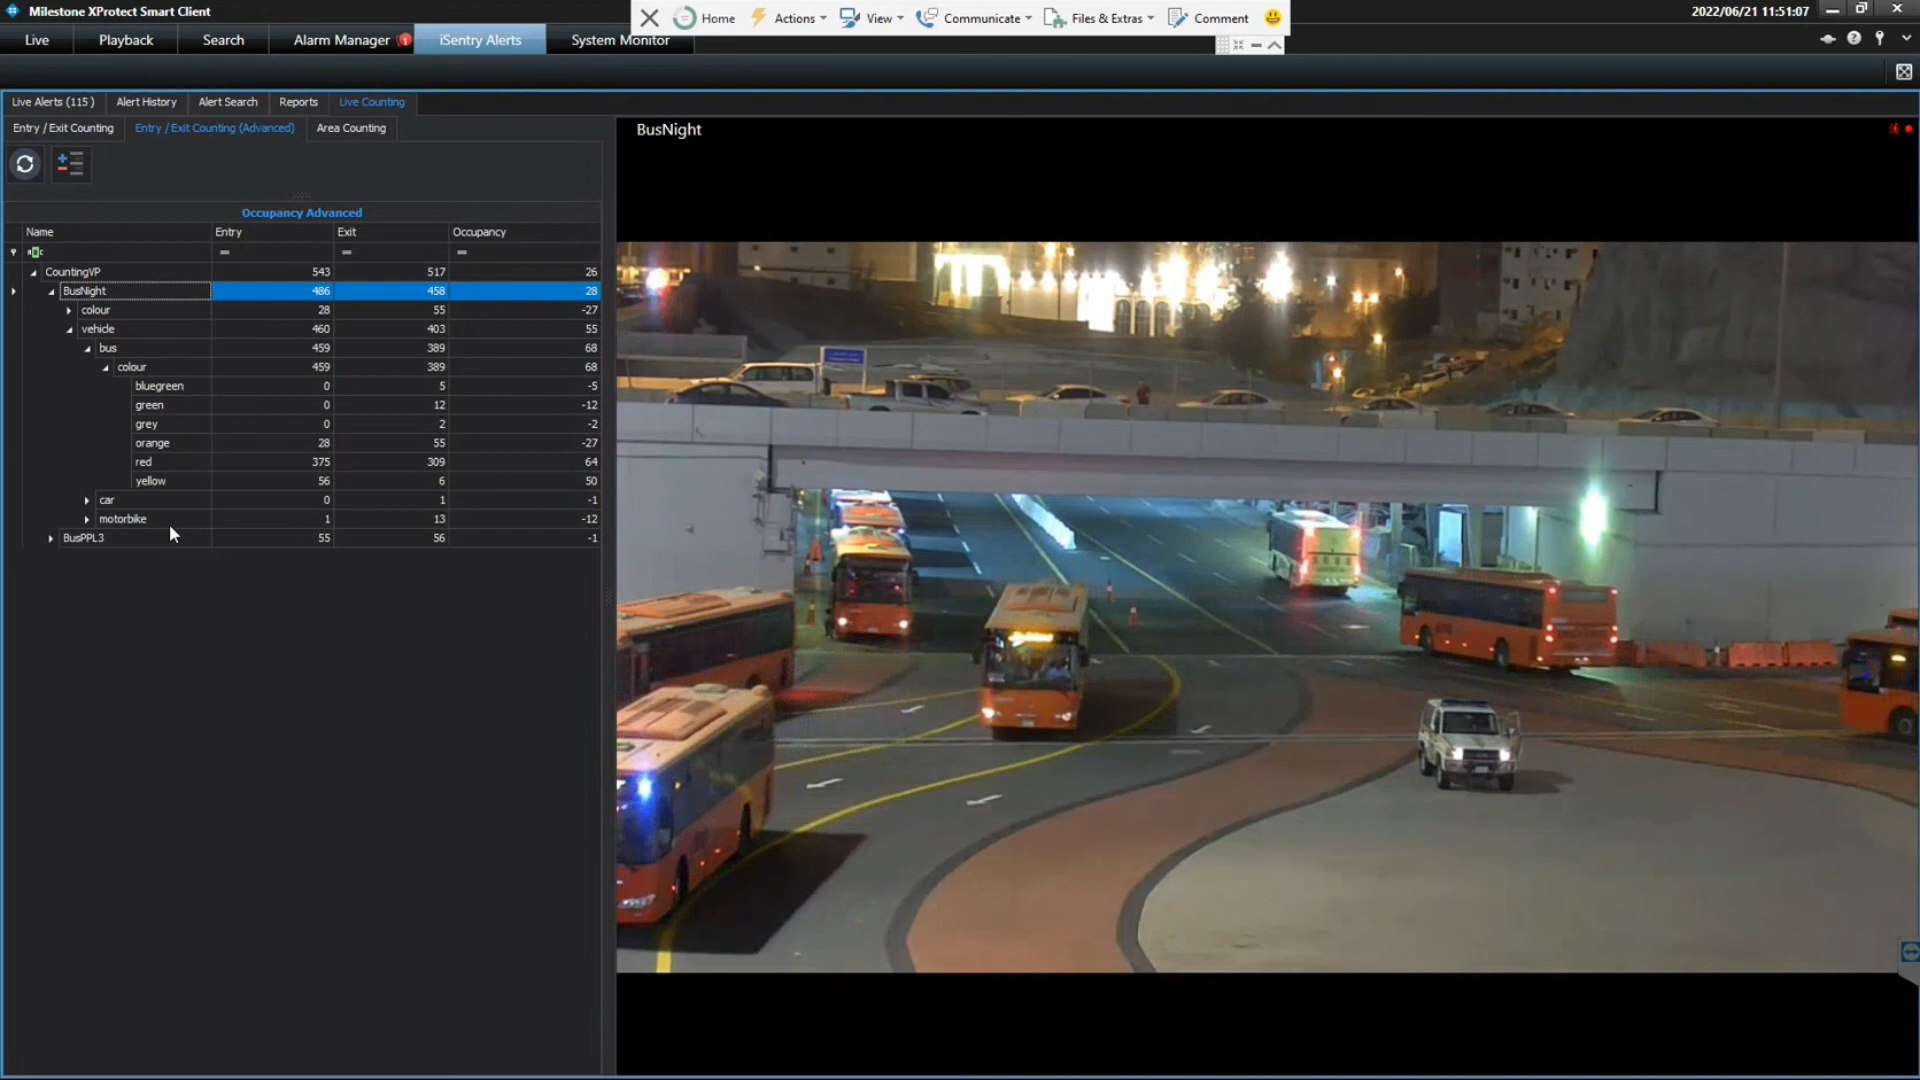 Milestone XProtect Smart Client
Home Actions View Communicate Files & Extras Comment
2022/06/21 11:51:07
Live Playback Search Alarm Manager 1 iSentry Alerts System Monitor
Live Alerts (115) Alert History Alert Search Reports Live Counting
Entry / Exit Counting Entry / Exit Counting (Advanced) Area Counting
BusNight
Occupancy Advanced
Name Entry Exit Occupancy
= = =
CountingVP 543 517 26
BusNight 486 458 28
colour 28 55 -27
vehicle 460 403 55
bus 459 389 68
colour 459 389 68
bluegreen 0 5 -5
green 0 12 -12
grey 0 2 -2
orange 28 55 -27
red 375 309 64
yellow 56 6 50
car 0 1 -1
motorbike 1 13 -12
BusPPL3 55 56 -1